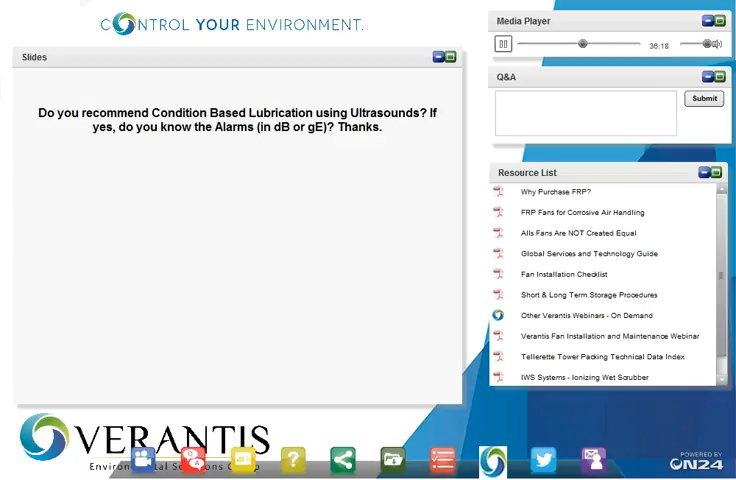 CONTROL YOUR ENVIRONMENT.
Slides
Do you recommend Condition Based Lubrication using Ultrasounds? If
yes, do you know the Alarms (in dB or gE)? Thanks.
Media Player
36:18
Q&A
Submit
Resource List
Why Purchase FRP?
FRP Fans for Corrosive Air Handling
Alls Fans Are NOT Created Equal
Global Services and Technology Guide
Fan Installation Checklist
Short & Long Term Storage Procedures
Other Verantis Webinars - On Demand
Verantis Fan Installation and Maintenance Webinar
Tellerette Tower Packing Technical Data Index
IWS Systems - Ionizing Wet Scrubber
VERANTIS
POWERED BY
ON24